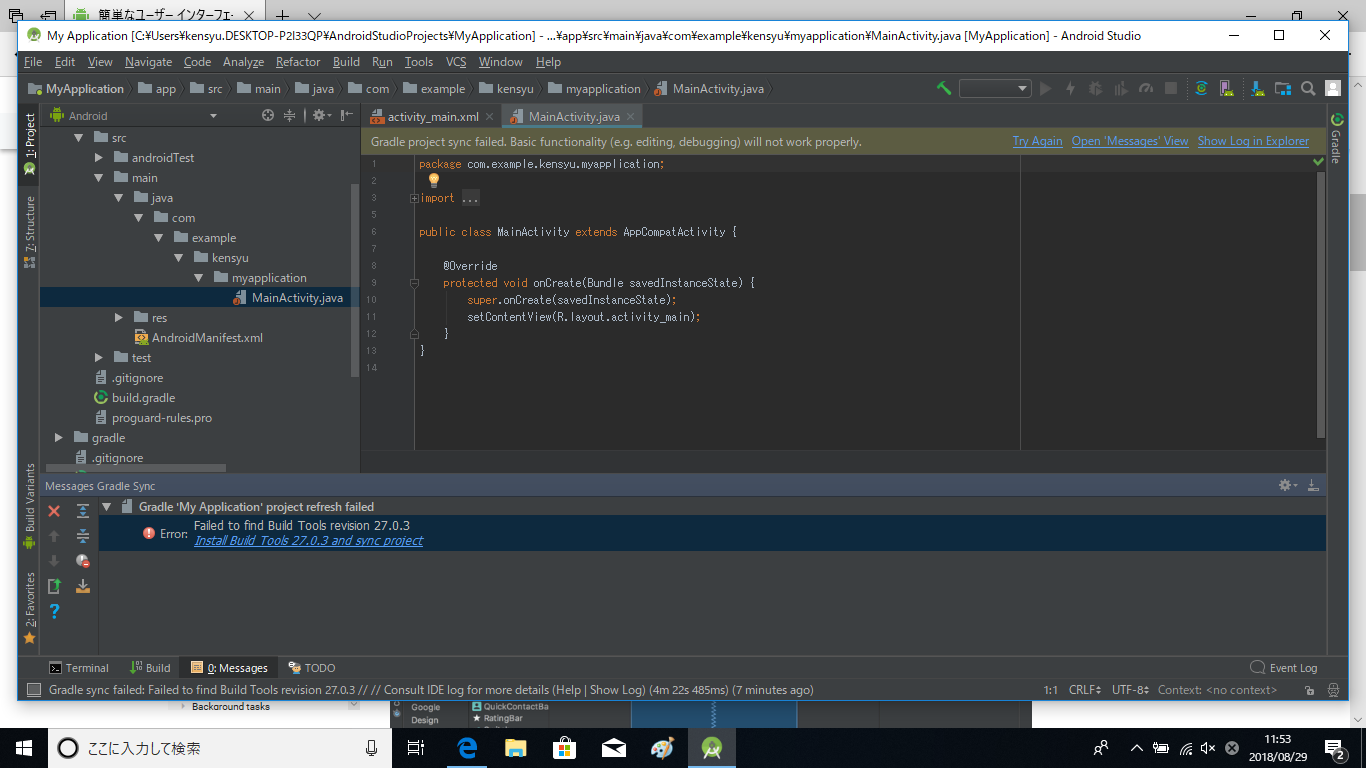 簡単なユーザー インターフェ-
My Application [C:¥Users¥kensyu.DESKTOP-P2I33QP¥AndroidStudioProjects¥MyApplication] - ...¥app¥src¥main¥java¥com¥example¥kensyu¥myapplication¥MainActivity.java [MyApplication] - Android Studio
File Edit View Navigate Code Analyze Refactor Build Run Tools VCS Window Help
MyApplication app src main java com example kensyu myapplication MainActivity.java
1: Project
7: Structure
Build Variants
2: Favorites
Android
src
androidTest
main
java
com
example
kensyu
myapplication
MainActivity.java
res
AndroidManifest.xml
test
.gitignore
build.gradle
proguard-rules.pro
gradle
.gitignore
activity_main.xml MainActivity.java
Gradle project sync failed. Basic functionality (e.g. editing, debugging) will not work properly. Try Again Open 'Messages' View Show Log in Explorer
Gradle
1 package com.example.kensyu.myapplication;
2
3 import ...
5
6 public class MainActivity extends AppCompatActivity {
7
8 @Override
9 protected void onCreate(Bundle savedInstanceState) {
10 super.onCreate(savedInstanceState);
11 setContentView(R.layout.activity_main);
12 }
13 }
14
Messages Gradle Sync
Gradle 'My Application' project refresh failed
Error: Failed to find Build Tools revision 27.0.3
Install Build Tools 27.0.3 and sync project
Terminal Build 0: Messages TODO Event Log
Gradle sync failed: Failed to find Build Tools revision 27.0.3 // // Consult IDE log for more details (Help | Show Log) (4m 22s 485ms) (7 minutes ago) 1:1 CRLF UTF-8 Context: <no context>
Background tasks
Google
Design
QuickContactBa
RatingBar
ここに入力して検索
11:53
2018/08/29
2